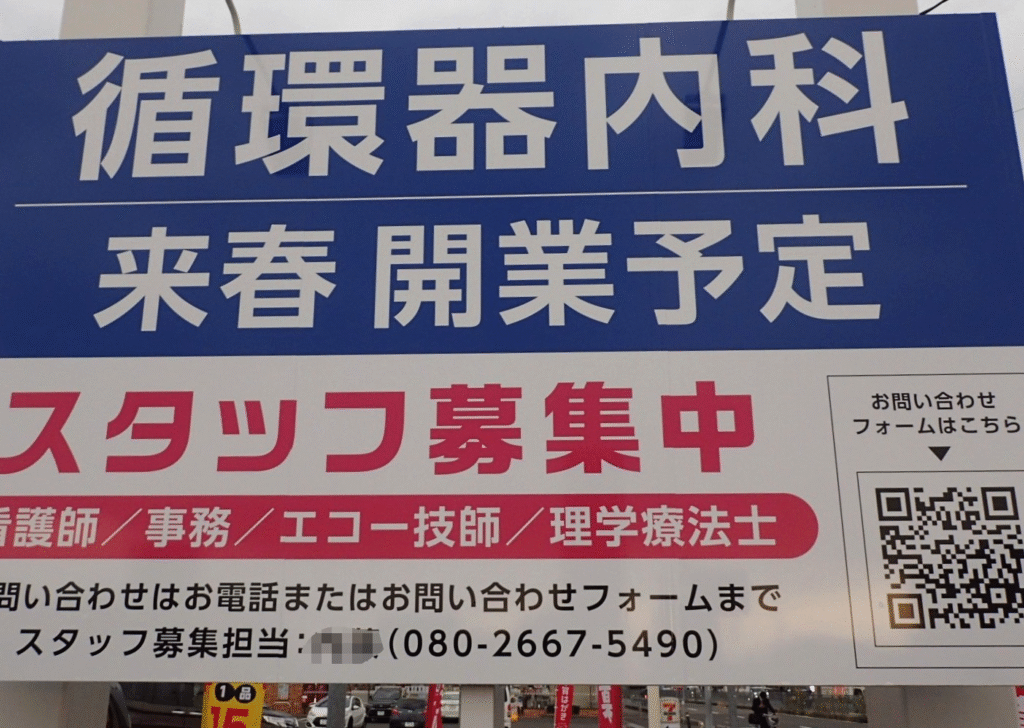 循環器内科
来春 開業予定
スタッフ募集中
看護師／事務／エコー技師／理学療法士
お問い合わせ
フォームはこちら
問い合わせはお電話またはお問い合わせフォームまで
スタッフ募集担当：(080-2667-5490)
1品
15